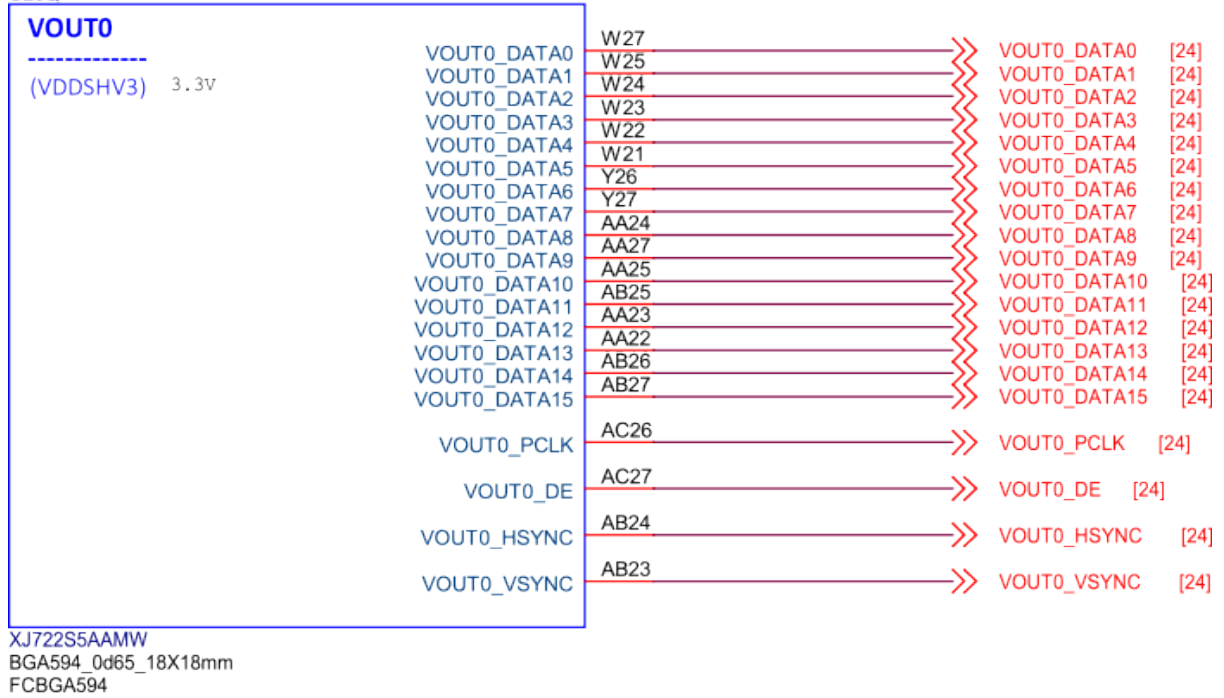 VOUT0
-------------
(VDDSHV3) 3.3V
VOUT0_DATA0 W27 VOUT0_DATA0 [24]
VOUT0_DATA1 W25 VOUT0_DATA1 [24]
VOUT0_DATA2 W24 VOUT0_DATA2 [24]
VOUT0_DATA3 W23 VOUT0_DATA3 [24]
VOUT0_DATA4 W22 VOUT0_DATA4 [24]
VOUT0_DATA5 W21 VOUT0_DATA5 [24]
VOUT0_DATA6 Y26 VOUT0_DATA6 [24]
VOUT0_DATA7 Y27 VOUT0_DATA7 [24]
VOUT0_DATA8 AA24 VOUT0_DATA8 [24]
VOUT0_DATA9 AA27 VOUT0_DATA9 [24]
VOUT0_DATA10 AA25 VOUT0_DATA10 [24]
VOUT0_DATA11 AB25 VOUT0_DATA11 [24]
VOUT0_DATA12 AA23 VOUT0_DATA12 [24]
VOUT0_DATA13 AA22 VOUT0_DATA13 [24]
VOUT0_DATA14 AB26 VOUT0_DATA14 [24]
VOUT0_DATA15 AB27 VOUT0_DATA15 [24]
VOUT0_PCLK AC26 VOUT0_PCLK [24]
VOUT0_DE AC27 VOUT0_DE [24]
VOUT0_HSYNC AB24 VOUT0_HSYNC [24]
VOUT0_VSYNC AB23 VOUT0_VSYNC [24]
XJ722S5AAMW
BGA594_0d65_18X18mm
FCBGA594